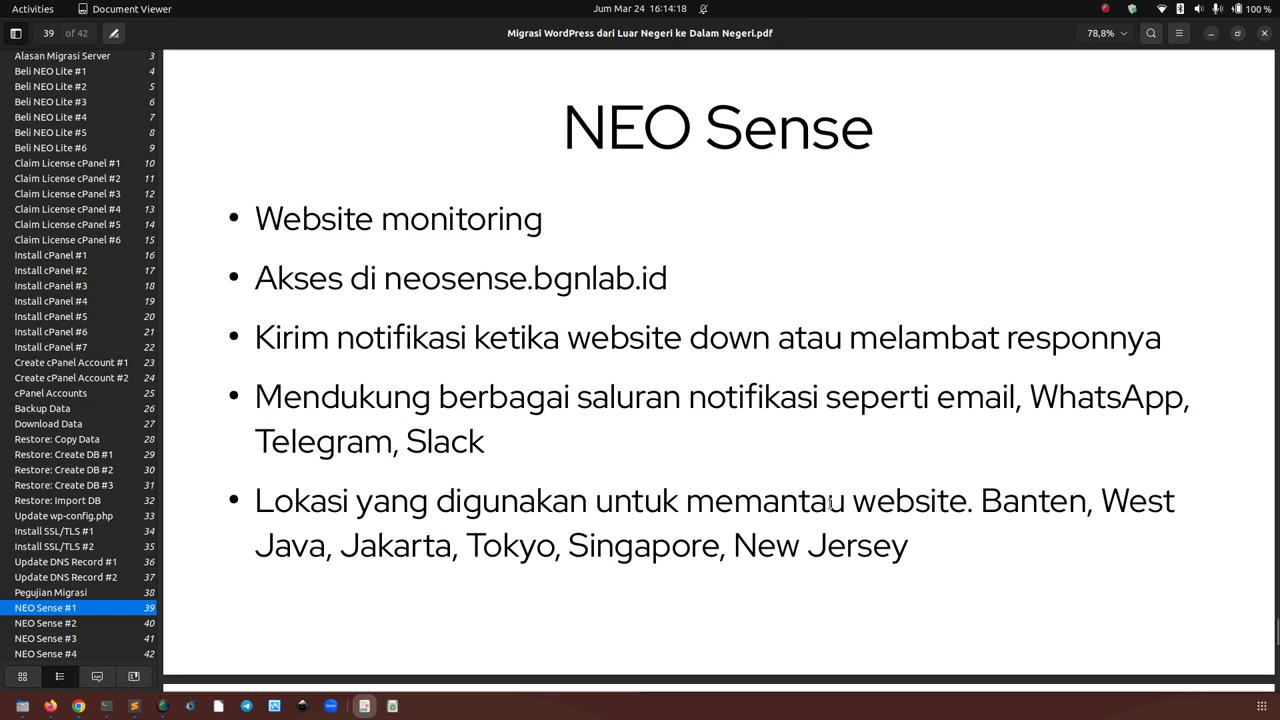 Activities
Document Viewer
Jum Mar 24 16:14:18
100 %
39 of 42
Migrasi WordPress dari Luar Negeri ke Dalam Negeri.pdf
78,8%
Alasan Migrasi Server 3
Beli NEO Lite #1 4
Beli NEO Lite #2 5
Beli NEO Lite #3 6
Beli NEO Lite #4 7
Beli NEO Lite #5 8
Beli NEO Lite #6 9
Claim License cPanel #1 10
Claim License cPanel #2 11
Claim License cPanel #3 12
Claim License cPanel #4 13
Claim License cPanel #5 14
Claim License cPanel #6 15
Install cPanel #1 16
Install cPanel #2 17
Install cPanel #3 18
Install cPanel #4 19
Install cPanel #5 20
Install cPanel #6 21
Install cPanel #7 22
Create cPanel Account #1 23
Create cPanel Account #2 24
cPanel Accounts 25
Backup Data 26
Download Data 27
Restore: Copy Data 28
Restore: Create DB #1 29
Restore: Create DB #2 30
Restore: Create DB #3 31
Restore: Import DB 32
Update wp-config.php 33
Install SSL/TLS #1 34
Install SSL/TLS #2 35
Update DNS Record #1 36
Update DNS Record #2 37
Pegujian Migrasi 38
NEO Sense #1 39
NEO Sense #2 40
NEO Sense #3 41
NEO Sense #4 42
NEO Sense
• Website monitoring
• Akses di neosense.bgnlab.id
• Kirim notifikasi ketika website down atau melambat responnya
• Mendukung berbagai saluran notifikasi seperti email, WhatsApp,
Telegram, Slack
• Lokasi yang digunakan untuk memantau website. Banten, West
Java, Jakarta, Tokyo, Singapore, New Jersey